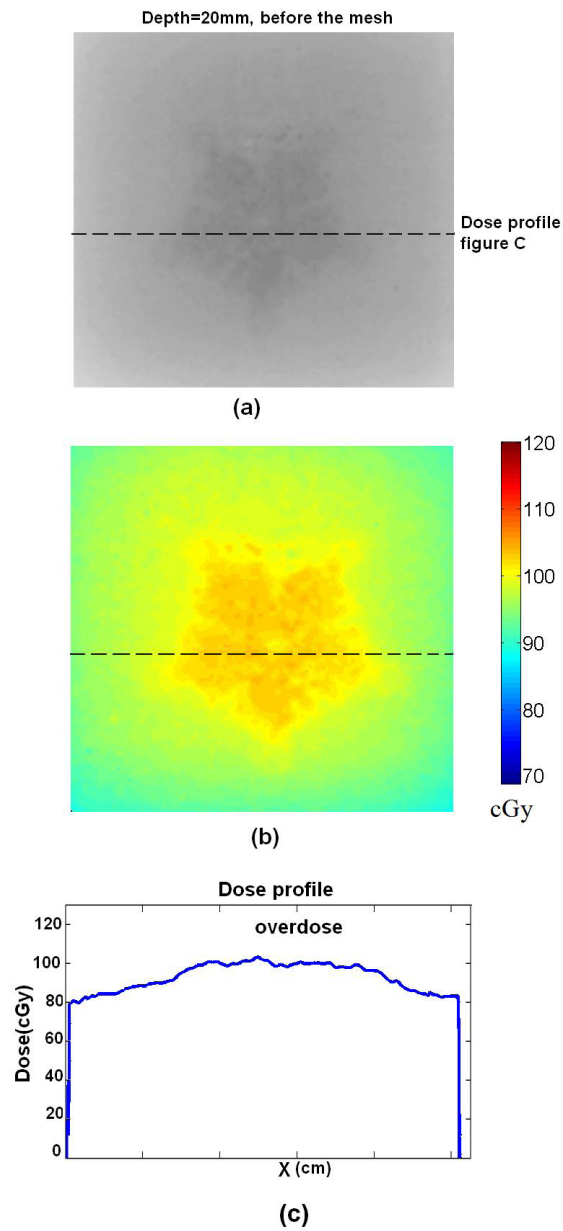 Depth=20mm, before the mesh
Dose profile
figure C
(a)
120
110
100
90
80
70
cGy
(b)
Dose profile
overdose
120
100
80
60
40
20
0
Dose(cGy)
X (cm)
(c)